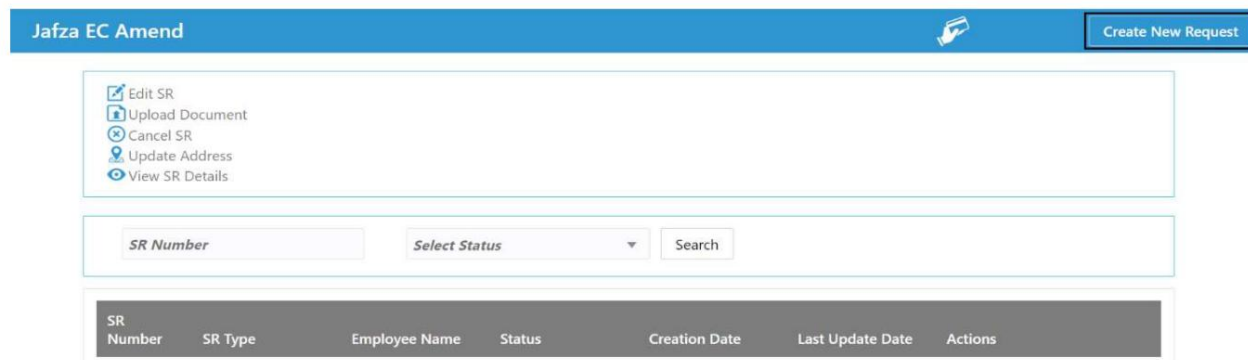 Jafza EC Amend
Create New Request
Edit SR
Upload Document
Cancel SR
Update Address
View SR Details
SR Number
Select Status
Search
SR
Number SR Type Employee Name Status Creation Date Last Update Date Actions